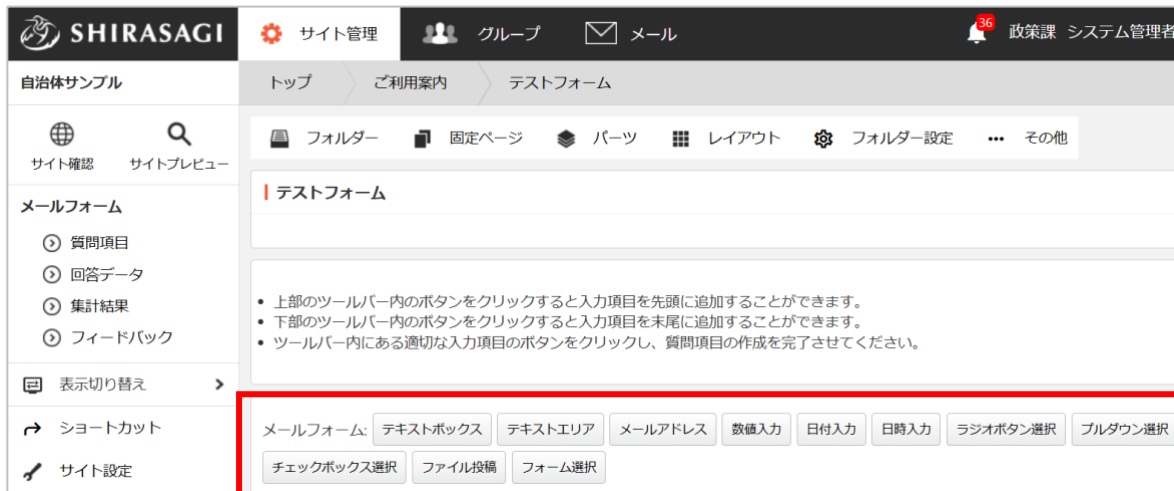 SHIRASAGI
サイト管理
グループ
メール
36
政策課 システム管理者
自治体サンプル
トップ
ご利用案内
テストフォーム
サイト確認
サイトプレビュー
フォルダー
固定ページ
パーツ
レイアウト
フォルダー設定
その他
テストフォーム
メールフォーム
質問項目
回答データ
集計結果
フィードバック
・上部のツールバー内のボタンをクリックすると入力項目を先頭に追加することができます。
・下部のツールバー内のボタンをクリックすると入力項目を末尾に追加することができます。
・ツールバー内にある適切な入力項目のボタンをクリックし、質問項目の作成を完了させてください。
表示切り替え
ショートカット
サイト設定
メールフォーム: テキストボックス テキストエリア メールアドレス 数値入力 日付入力 日時入力 ラジオボタン選択 プルダウン選択
チェックボックス選択 ファイル投稿 フォーム選択